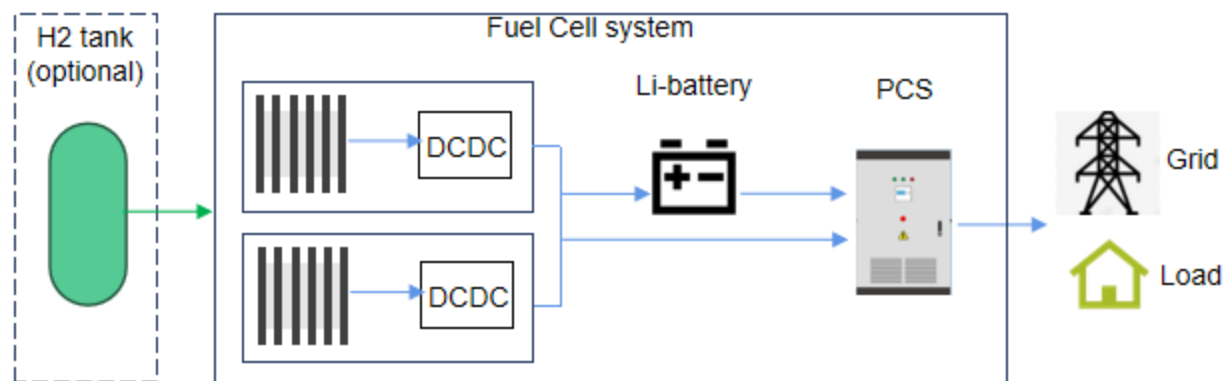 H2 tank
(optional)
Fuel Cell system
DCDC
DCDC
Li-battery
PCS
Grid
Load